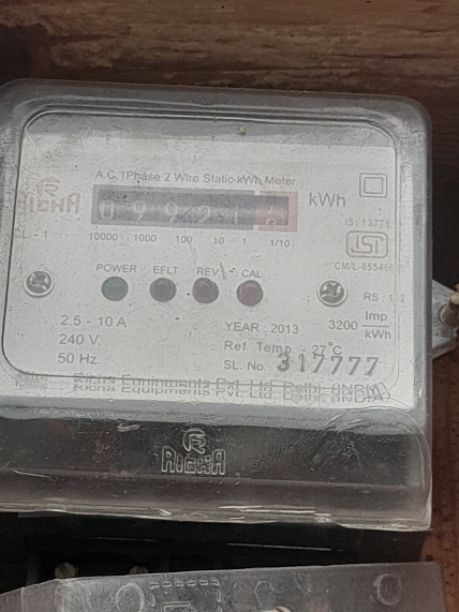 A.C.1Phase 2 Wire Static kWh Meter
RICHA
kWh
CL - 1
10000 1000 100 10 1 1/10
IS: 13779
ISI
POWER EFLT REV. CAL
2.5 - 10 A
240 V.
50 Hz.
YEAR : 2013
3200 Imp/kWh
Ref. Temp. - 27°C
SL. No. 317777
Richa Equipments Pvt. Ltd. Delhi, (INDIA)
RICHA